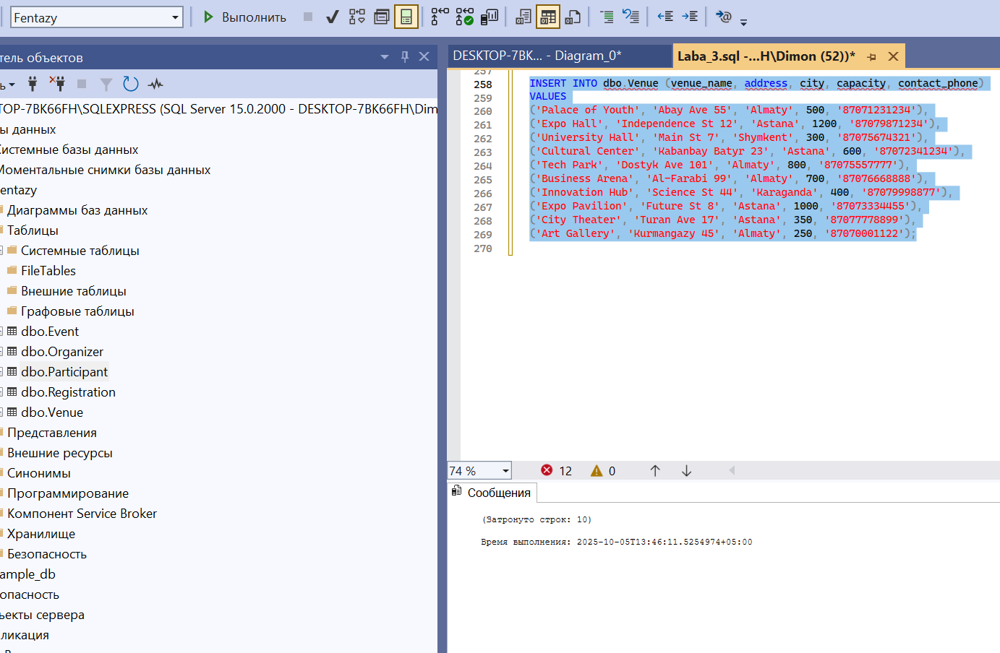 Fentazy
Выполнить
тель объектов
DESKTOP-7BK... - Diagram_0*
Laba_3.sql -...H\Dimon (52))*
TOP-7BK66FH\SQLEXPRESS (SQL Server 15.0.2000 - DESKTOP-7BK66FH\Dim
ы данных
Системные базы данных
Моментальные снимки базы данных
entazy
Диаграммы баз данных
Таблицы
Системные таблицы
FileTables
Внешние таблицы
Графовые таблицы
dbo.Event
dbo.Organizer
dbo.Participant
dbo.Registration
dbo.Venue
Представления
Внешние ресурсы
Синонимы
Программирование
Компонент Service Broker
Хранилище
Безопасность
ample_db
опасность
ъекты сервера
ликация
257
258 INSERT INTO dbo.Venue (venue_name, address, city, capacity, contact_phone)
259 VALUES
260 ('Palace of Youth', 'Abay Ave 55', 'Almaty', 500, '87071231234'),
261 ('Expo Hall', 'Independence St 12', 'Astana', 1200, '87079871234'),
262 ('University Hall', 'Main St 7', 'Shymkent', 300, '87075674321'),
263 ('Cultural Center', 'Kabanbay Batyr 23', 'Astana', 600, '87072341234'),
264 ('Tech Park', 'Dostyk Ave 101', 'Almaty', 800, '87075557777'),
265 ('Business Arena', 'Al-Farabi 99', 'Almaty', 700, '87076668888'),
266 ('Innovation Hub', 'Science St 44', 'Karaganda', 400, '87079998877'),
267 ('Expo Pavilion', 'Future St 8', 'Astana', 1000, '87073334455'),
268 ('City Theater', 'Turan Ave 17', 'Astana', 350, '87077778899'),
269 ('Art Gallery', 'Kurmangazy 45', 'Almaty', 250, '87070001122');
270
74 %
12
0
Сообщения
(Затронуто строк: 10)
Время выполнения: 2025-10-05T13:46:11.5254974+05:00